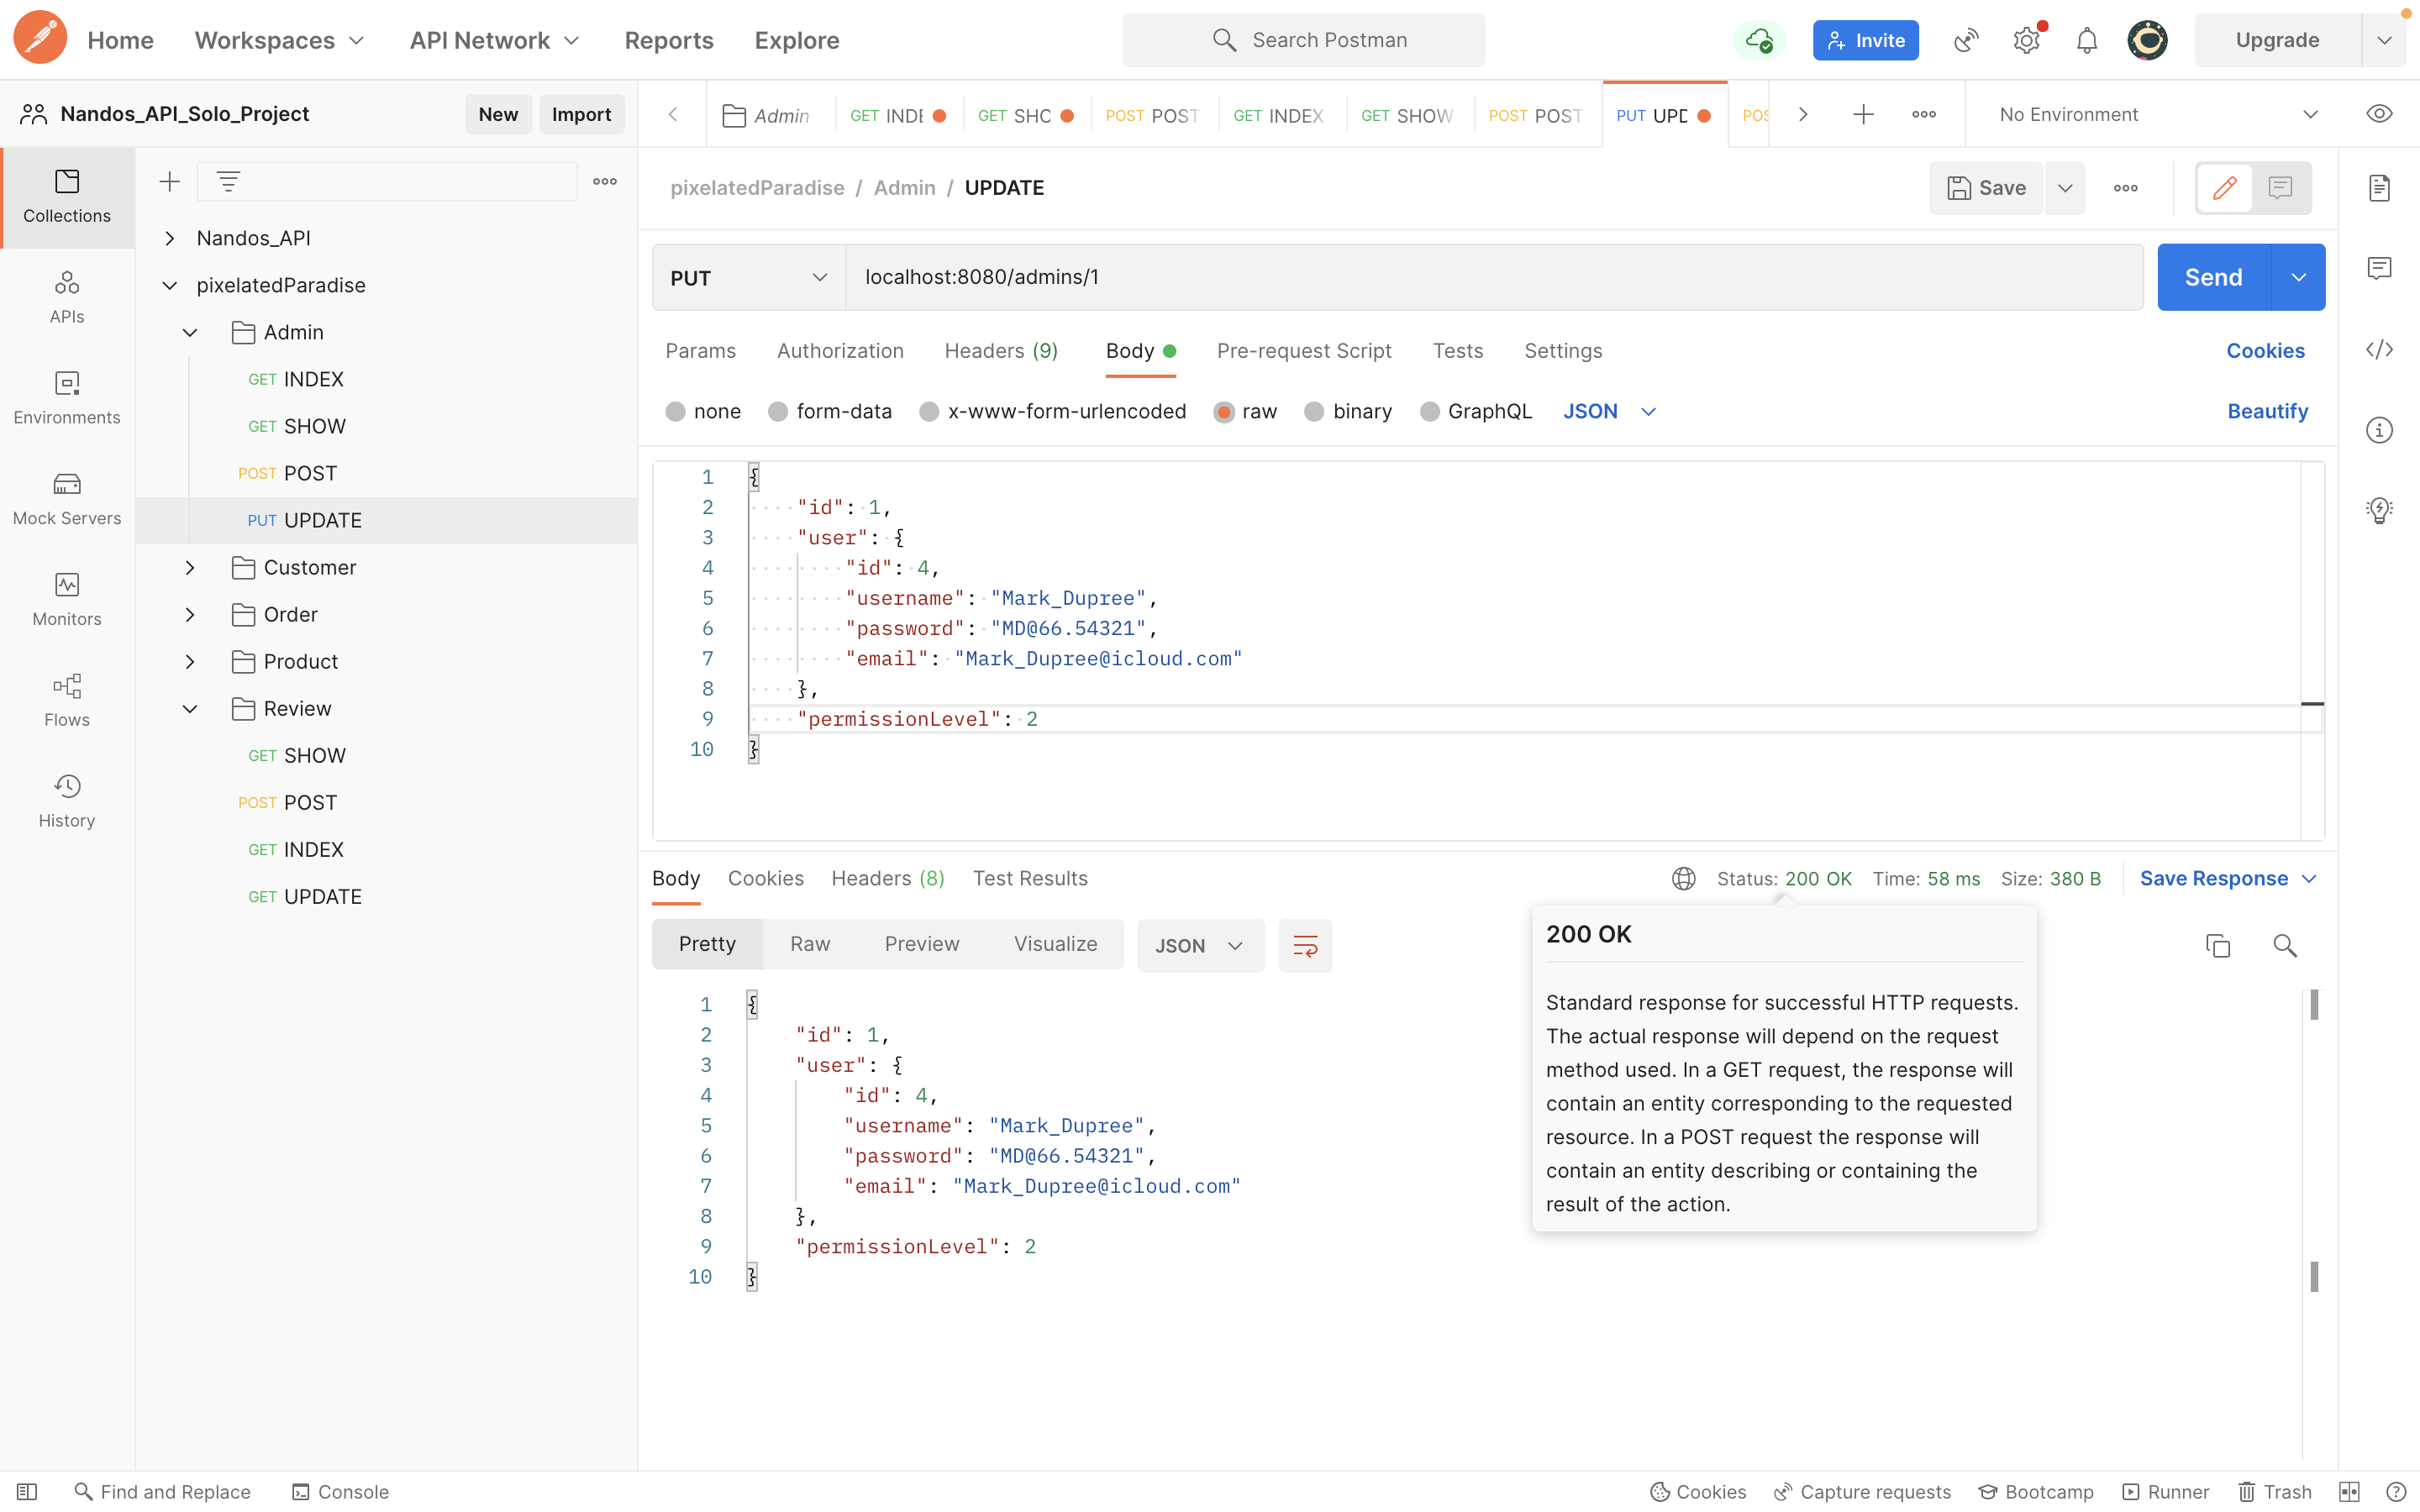 Home Workspaces API Network Reports Explore Search Postman Invite Upgrade
Nandos_API_Solo_Project New Import
Admin GET INDE GET SHC POST POST GET INDEX GET SHOW POST POST PUT UPD POS No Environment
Collections
APIs
Environments
Mock Servers
Monitors
Flows
History
Nandos_API
pixelatedParadise
Admin
GET INDEX
GET SHOW
POST POST
PUT UPDATE
Customer
Order
Product
Review
GET SHOW
POST POST
GET INDEX
GET UPDATE
pixelatedParadise / Admin / UPDATE Save
PUT localhost:8080/admins/1 Send
Params Authorization Headers (9) Body Pre-request Script Tests Settings Cookies
none form-data x-www-form-urlencoded raw binary GraphQL JSON Beautify
1 {
2 "id": 1,
3 "user": {
4 "id": 4,
5 "username": "Mark_Dupree",
6 "password": "MD@66.54321",
7 "email": "Mark_Dupree@icloud.com"
8 },
9 "permissionLevel": 2
10 }
Body Cookies Headers (8) Test Results Status: 200 OK Time: 58 ms Size: 380 B Save Response
Pretty Raw Preview Visualize JSON
1 {
2 "id": 1,
3 "user": {
4 "id": 4,
5 "username": "Mark_Dupree",
6 "password": "MD@66.54321",
7 "email": "Mark_Dupree@icloud.com"
8 },
9 "permissionLevel": 2
10 }
200 OK
Standard response for successful HTTP requests.
The actual response will depend on the request
method used. In a GET request, the response will
contain an entity corresponding to the requested
resource. In a POST request the response will
contain an entity describing or containing the
result of the action.
Find and Replace Console Cookies Capture requests Bootcamp Runner Trash